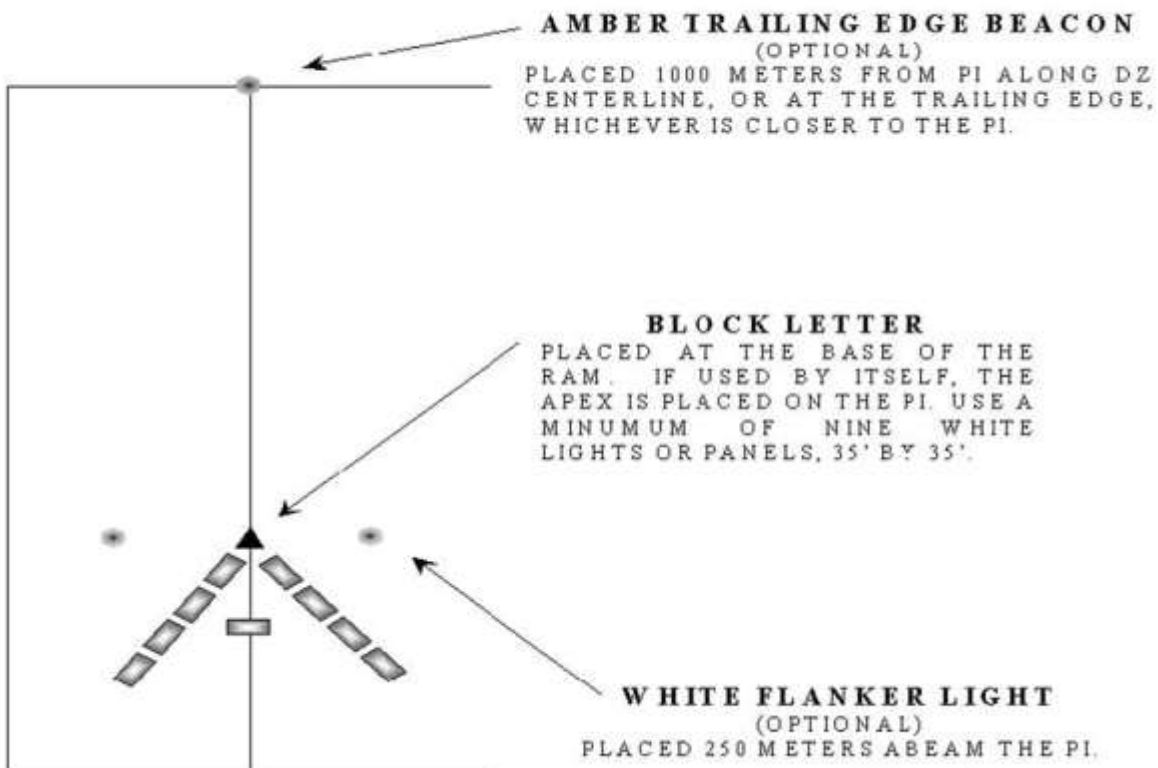 AMBER TRAILING EDGE BEACON
(OPTIONAL)
PLACED 1000 METERS FROM PI ALONG DZ
CENTERLINE, OR AT THE TRAILING EDGE,
WHICHEVER IS CLOSER TO THE PI.
BLOCK LETTER
PLACED AT THE BASE OF THE
RAM. IF USED BY ITSELF, THE
APEX IS PLACED ON THE PI. USE A
MINUMUM OF NINE WHITE
LIGHTS OR PANELS, 35' BY 35'.
WHITE FLANKER LIGHT
(OPTIONAL)
PLACED 250 METERS ABEAM THE PI.